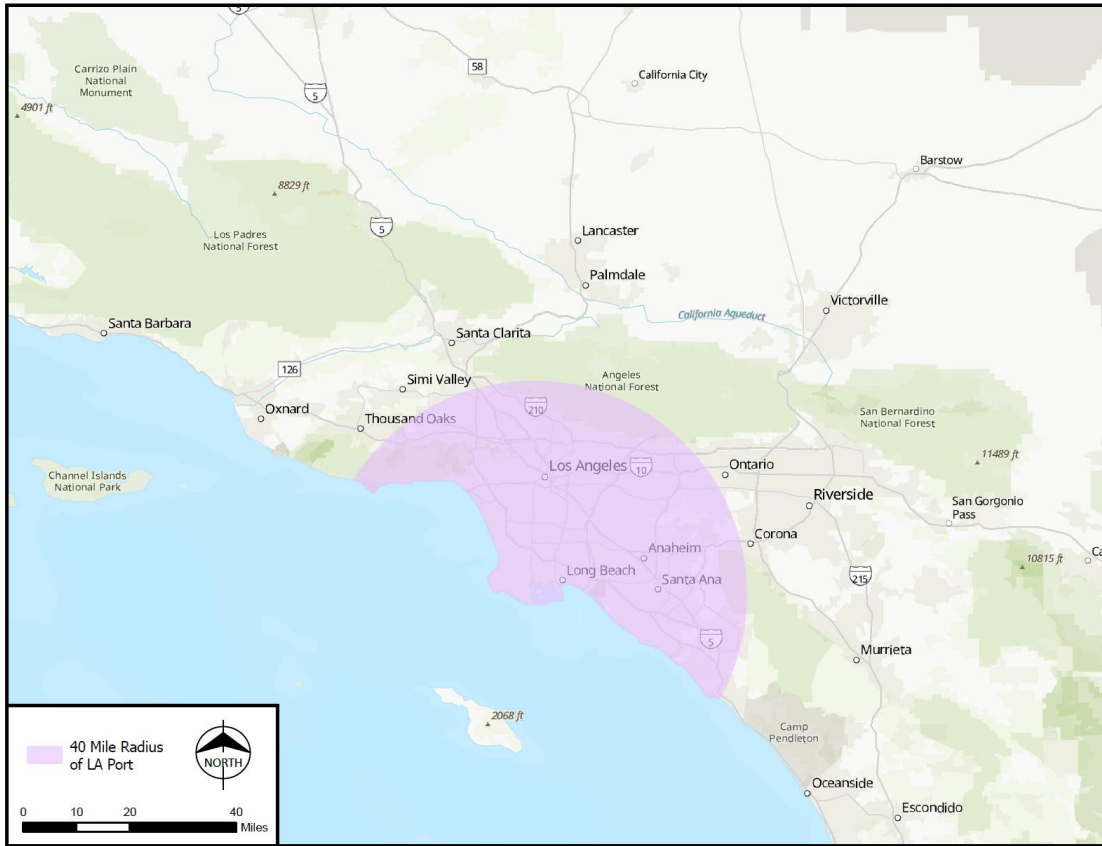 5
Carrizo Plain
National
Monument
58
California City
5
4901 ft
Barstow
8829 ft
5
Los Padres
National Forest
Lancaster
Palmdale
Victorville
California Aqueduct
Santa Barbara
Santa Clarita
126
Simi Valley
Angeles
National Forest
210
Oxnard
Thousand Oaks
San Bernardino
National Forest
11489 ft
Los Angeles
10
Ontario
Channel Islands
National Park
Riverside
San Gorgonio
Pass
Corona
Anaheim
Ca
10815 ft
Long Beach
Santa Ana
215
5
Murrieta
2068 ft
Camp
Pendleton
Oceanside
Escondido
40 Mile Radius
of LA Port
NORTH
0 10 20 40
Miles